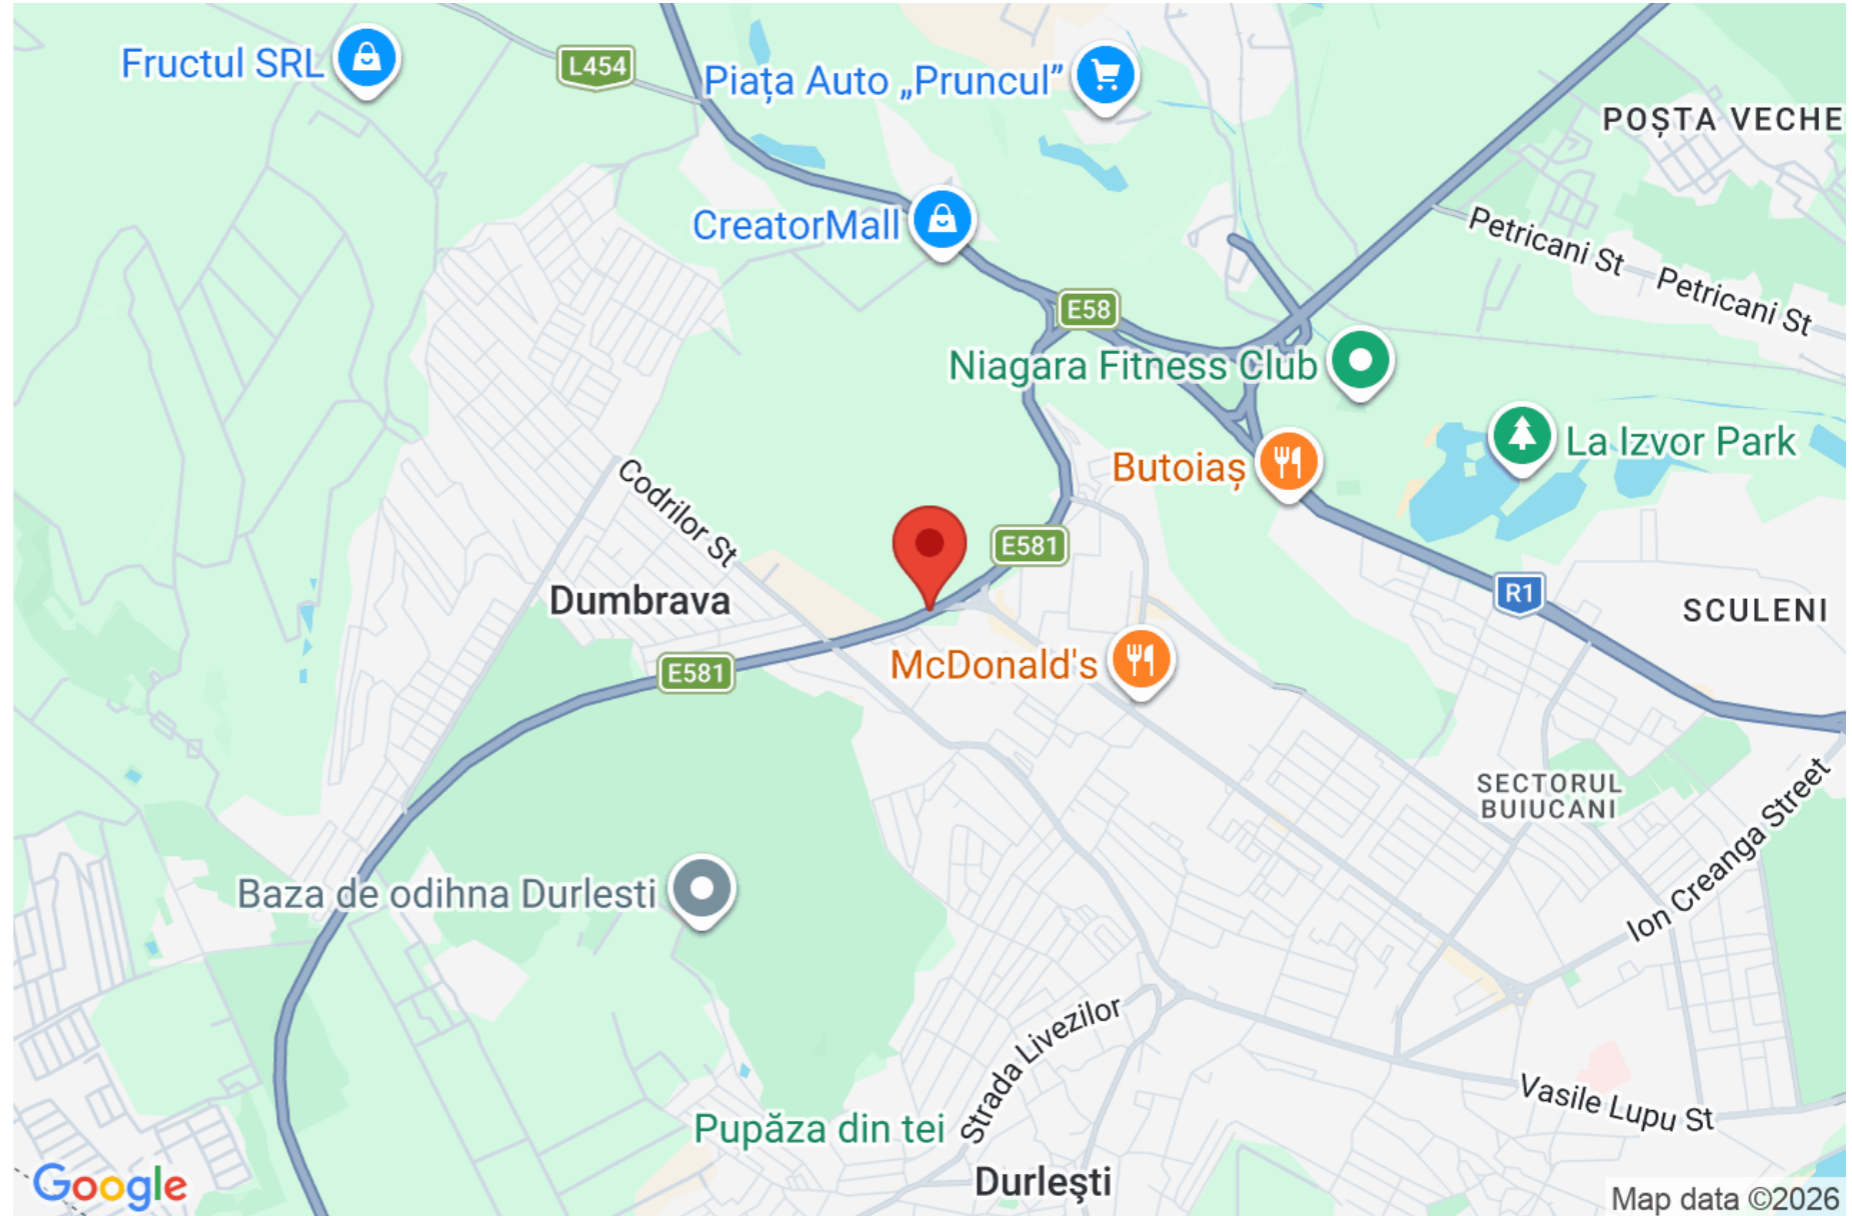 Fructul SRL
L454
Piața Auto „Pruncul”
POȘTA VECHE
CreatorMall
Petricani St
Petricani St
E58
Niagara Fitness Club
La Izvor Park
Butoiaș
Codrilor St
E581
R1
Dumbrava
SCULENI
McDonald's
E581
SECTORUL
BUIUCANI
Ion Creanga Street
Baza de odihna Durlesti
Strada Livezilor
Vasile Lupu St
Pupăza din tei
Durleşti
Google
Map data ©2026